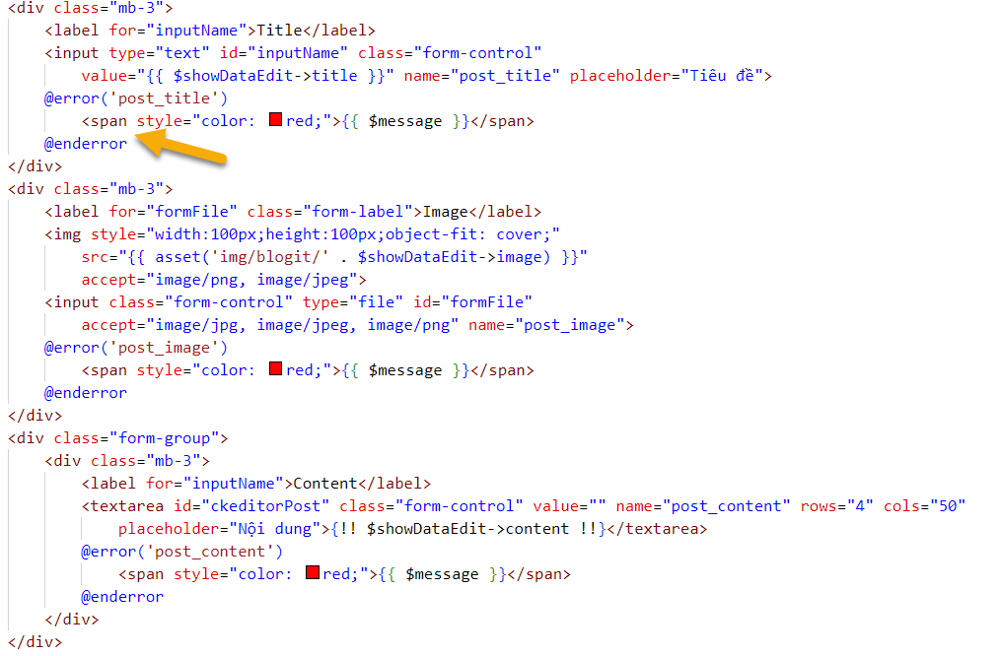 <div class="mb-3">
<label for="inputName">Title</label>
<input type="text" id="inputName" class="form-control"
value="{{ $showDataEdit->title }}" name="post_title" placeholder="Tiêu đề">
@error('post_title')
<span style="color: red;">{{ $message }}</span>
@enderror
</div>
<div class="mb-3">
<label for="formFile" class="form-label">Image</label>
<img style="width:100px;height:100px;object-fit: cover;"
src="{{ asset('img/blogit/' . $showDataEdit->image) }}"
accept="image/png, image/jpeg">
<input class="form-control" type="file" id="formFile"
accept="image/jpg, image/jpeg, image/png" name="post_image">
@error('post_image')
<span style="color: red;">{{ $message }}</span>
@enderror
</div>
<div class="form-group">
<div class="mb-3">
<label for="inputName">Content</label>
<textarea id="ckeditorPost" class="form-control" value="" name="post_content" rows="4" cols="50"
placeholder="Nội dung">{!! $showDataEdit->content !!}</textarea>
@error('post_content')
<span style="color: red;">{{ $message }}</span>
@enderror
</div>
</div>